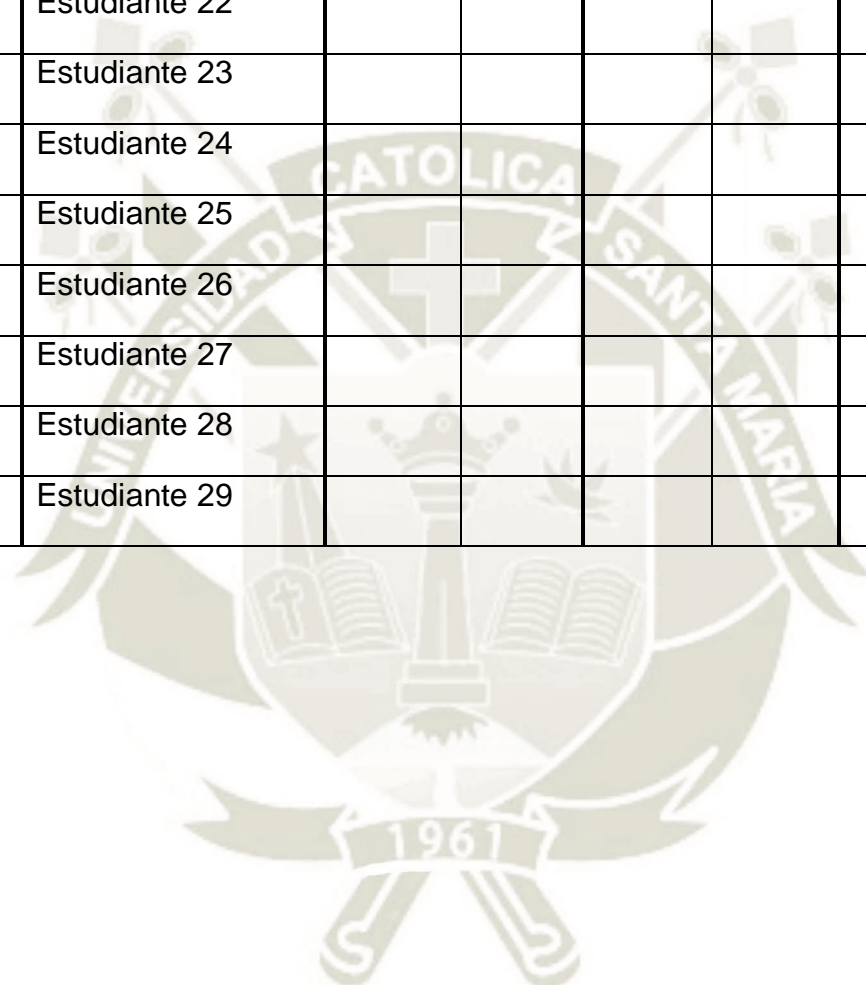 Estudiante 22
Estudiante 23
Estudiante 24
Estudiante 25
Estudiante 26
Estudiante 27
Estudiante 28
Estudiante 29
UNIVERSIDAD CATOLICA SANTA MARIA
1961